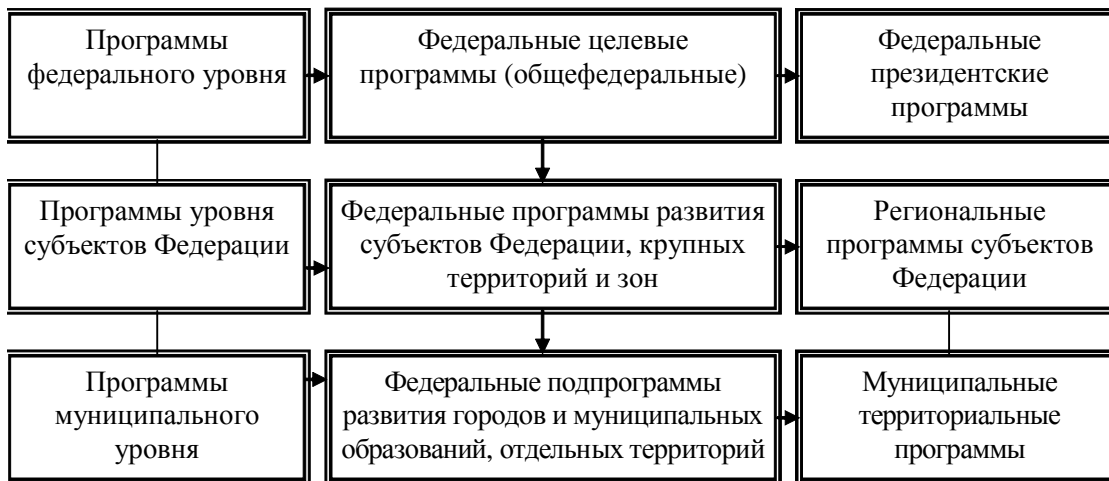 Программы
федерального уровня
Федеральные целевые
программы (общефедеральные)
Федеральные
президентские
программы
Программы уровня
субъектов Федерации
Федеральные программы развития
субъектов Федерации, крупных
территорий и зон
Региональные
программы субъектов
Федерации
Программы
муниципального
уровня
Федеральные подпрограммы
развития городов и муниципальных
образований, отдельных территорий
Муниципальные
территориальные
программы